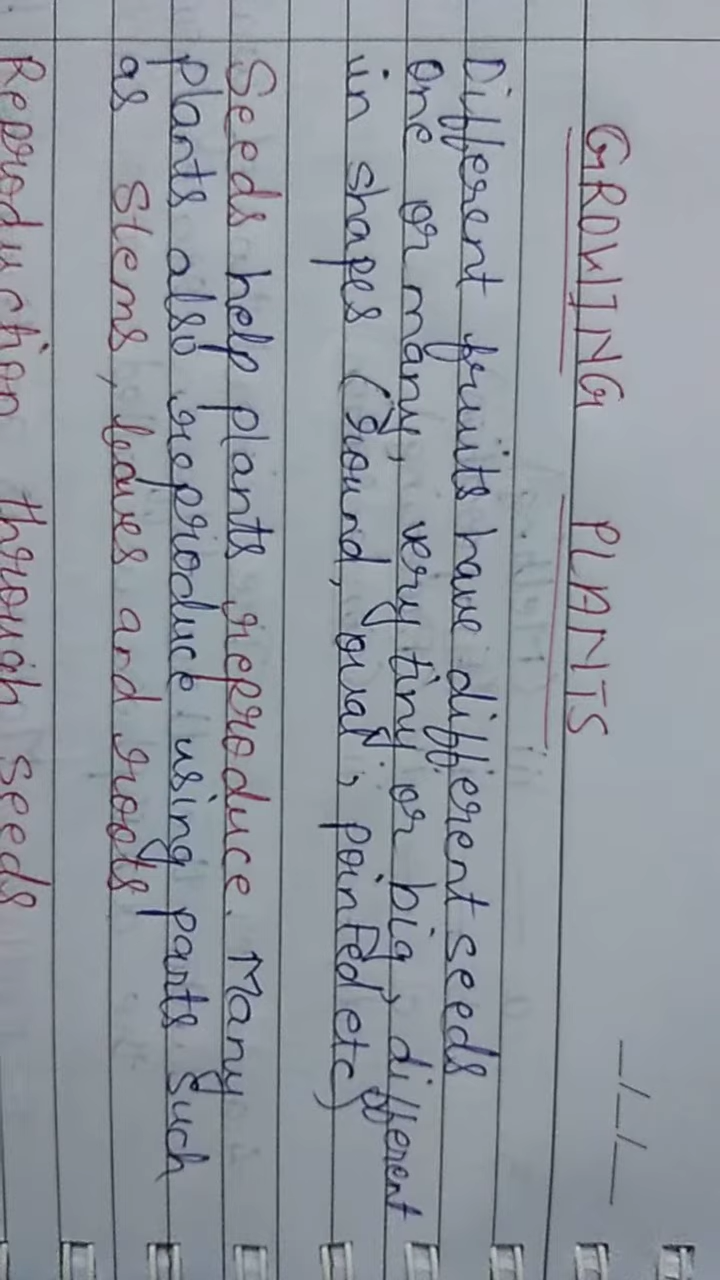 _/_/_
GROWING PLANTS
Different fruits have different seeds
one or many, very tiny or big, different
in shapes (round, oval, pointed etc)
Seeds help plants reproduce. Many
plants also reproduce using parts such
as stems, leaves and roots
Reproduction through seeds